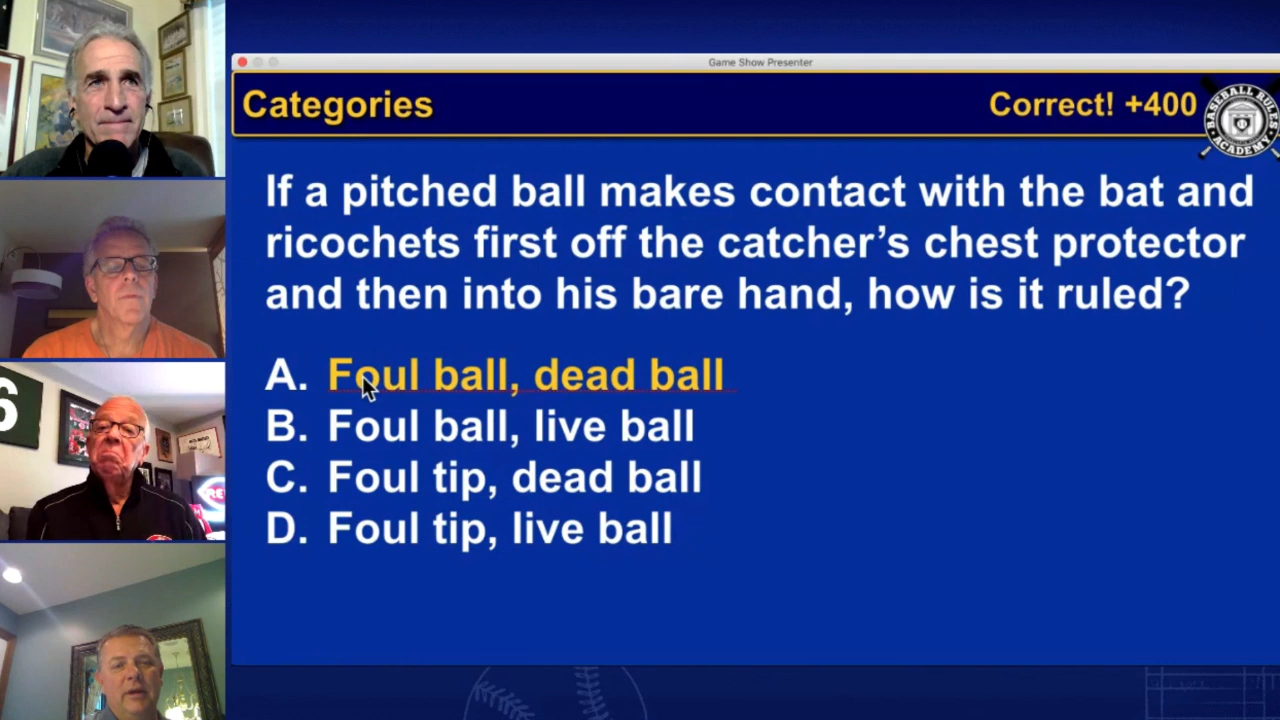 Game Show Presenter
Categories
Correct! +400
BASEBALL RULES
ACADEMY
If a pitched ball makes contact with the bat and
ricochets first off the catcher’s chest protector
and then into his bare hand, how is it ruled?
A. Foul ball, dead ball
B. Foul ball, live ball
C. Foul tip, dead ball
D. Foul tip, live ball
6